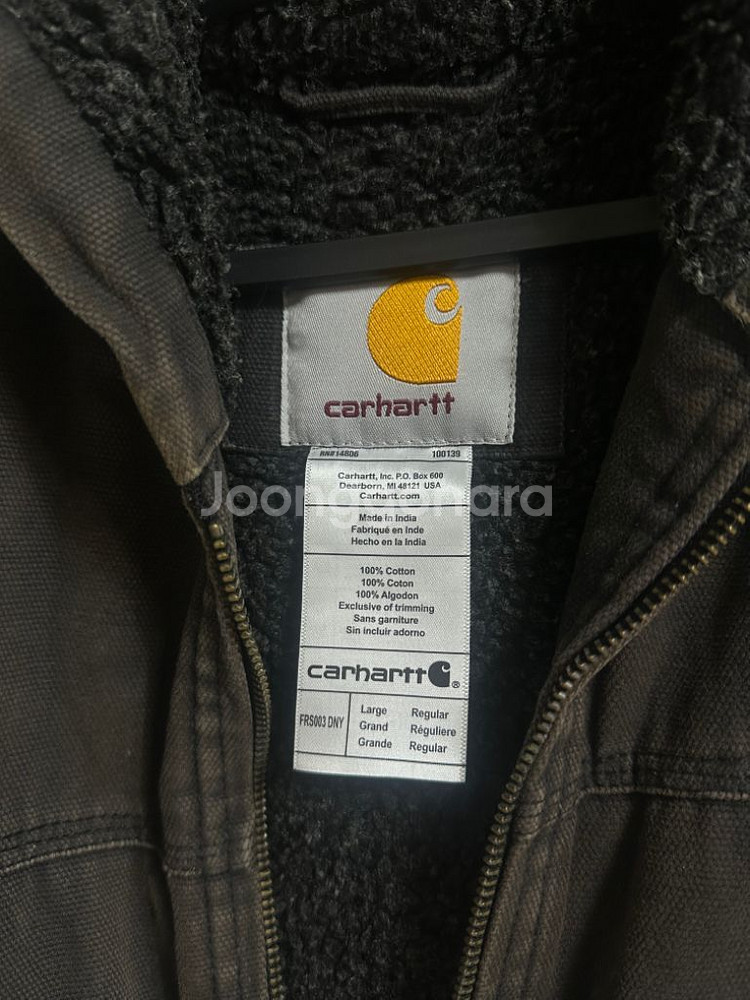 carhartt
RN#14806 100139
Carhartt, Inc. P.O. Box 600
Dearborn, MI 48121 USA
Carhartt.com
Joonggonara
Made in India
Fabriqué en Inde
Hecho en la India
100% Cotton
100% Coton
100% Algodon
Exclusive of trimming
Sans garniture
Sin incluir adorno
carhartt ®
FRS003 DNY
Large Regular
Grand Réguliere
Grande Regular